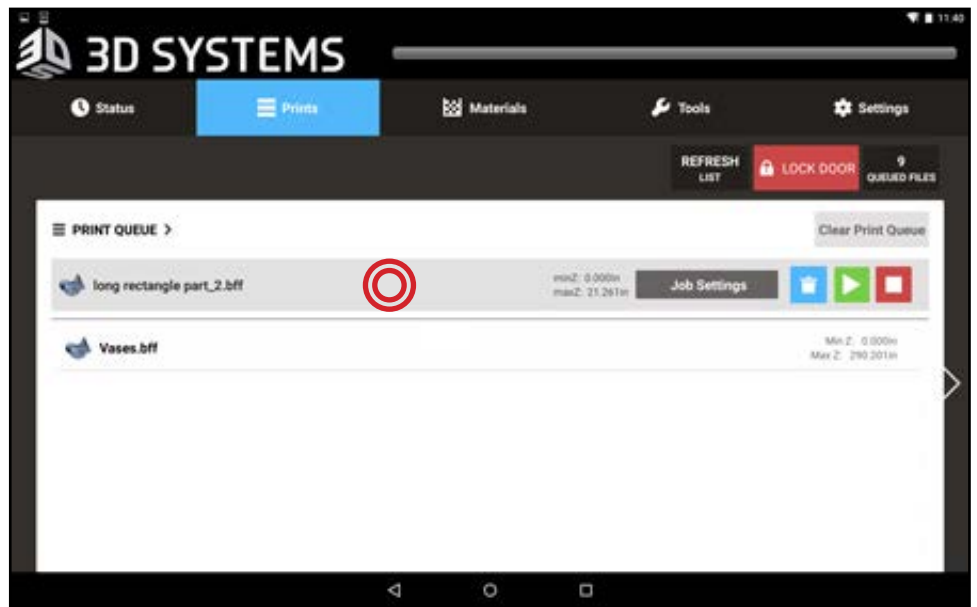 11:40
3D SYSTEMS
Status
Prints
Materials
Tools
Settings
REFRESH
LIST
LOCK DOOR
9
QUEUED FILES
PRINT QUEUE >
Clear Print Queue
long rectangle part_2.bff
minZ: 0.000in
maxZ: 21.261in
Job Settings
Vases.bff
Min Z: 0.000in
Max Z: 290.201in